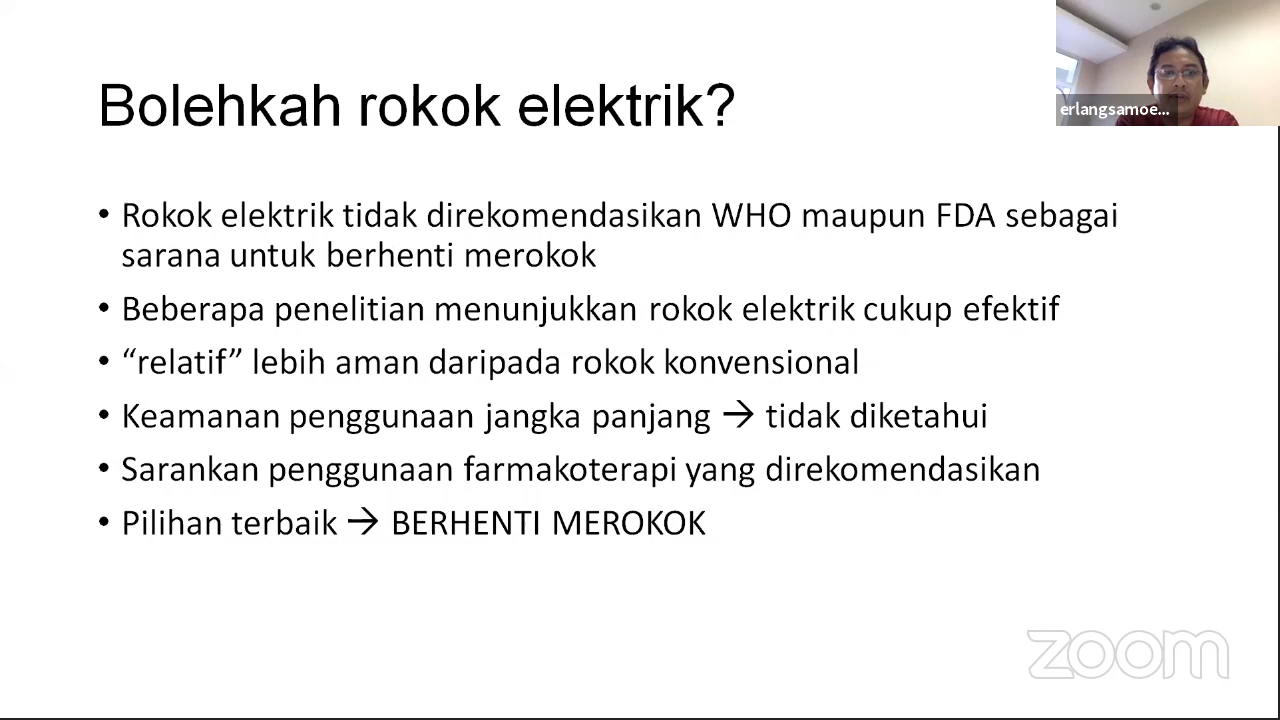 Bolehkah rokok elektrik?
erlangsamoe...
• Rokok elektrik tidak direkomendasikan WHO maupun FDA sebagai
sarana untuk berhenti merokok
• Beberapa penelitian menunjukkan rokok elektrik cukup efektif
• “relatif” lebih aman daripada rokok konvensional
• Keamanan penggunaan jangka panjang → tidak diketahui
• Sarankan penggunaan farmakoterapi yang direkomendasikan
• Pilihan terbaik → BERHENTI MEROKOK
zoom